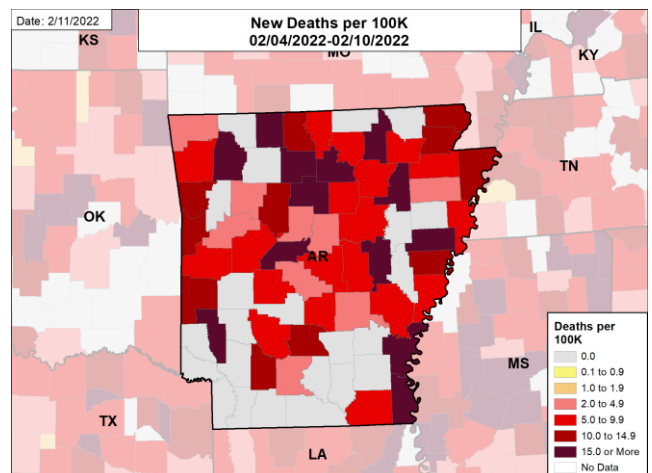 Date: 2/11/2022
New Deaths per 100K
02/04/2022-02/10/2022
IL
KS
MO
KY
TN
OK
AR
MS
TX
LA
Deaths per
100K
0.0
0.1 to 0.9
1.0 to 1.9
2.0 to 4.9
5.0 to 9.9
10.0 to 14.9
15.0 or More
No Data